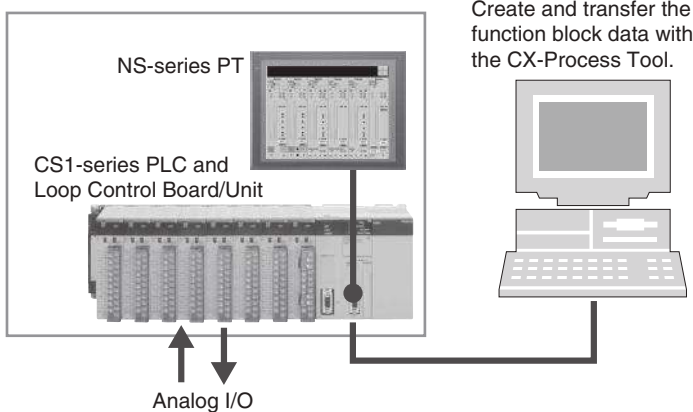 Create and transfer the
function block data with
the CX-Process Tool.
NS-series PT
CS1-series PLC and
Loop Control Board/Unit
Analog I/O